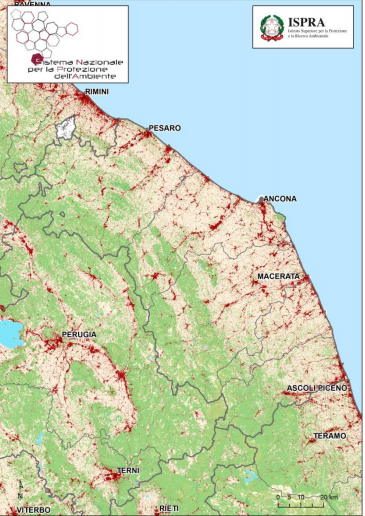 RAVENNA
Sistema Nazionale
per la Protezione
dell'Ambiente
ISPRA
Istituto Superiore per la Protezione
e la Ricerca Ambientale
RIMINI
PESARO
ANCONA
MACERATA
PERUGIA
ASCOLI PICENO
TERAMO
TERNI
VITERBO
RIETI
0 5 10 20 km